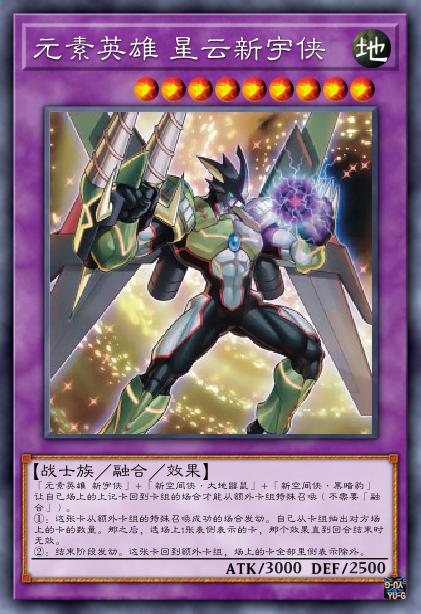 元素英雄 星云新宇侠
地
【战士族／融合／效果】
「元素英雄 新宇侠」+「新空间侠·大地鼹鼠」+「新空间侠·黑暗豹」
让自己场上的上记卡回到卡组的场合才能从额外卡组特殊召唤（不需要「融
合」）。
①：这张卡从额外卡组的特殊召唤成功的场合发动。自己从卡组抽出对方场
上的卡的数量。那之后，选场上1张表侧表示的卡，那个效果直到回合结束时
无效。
②：结束阶段发动。这张卡回到额外卡组，场上的卡全部里侧表示除外。
ATK/3000 DEF/2500
YU-G